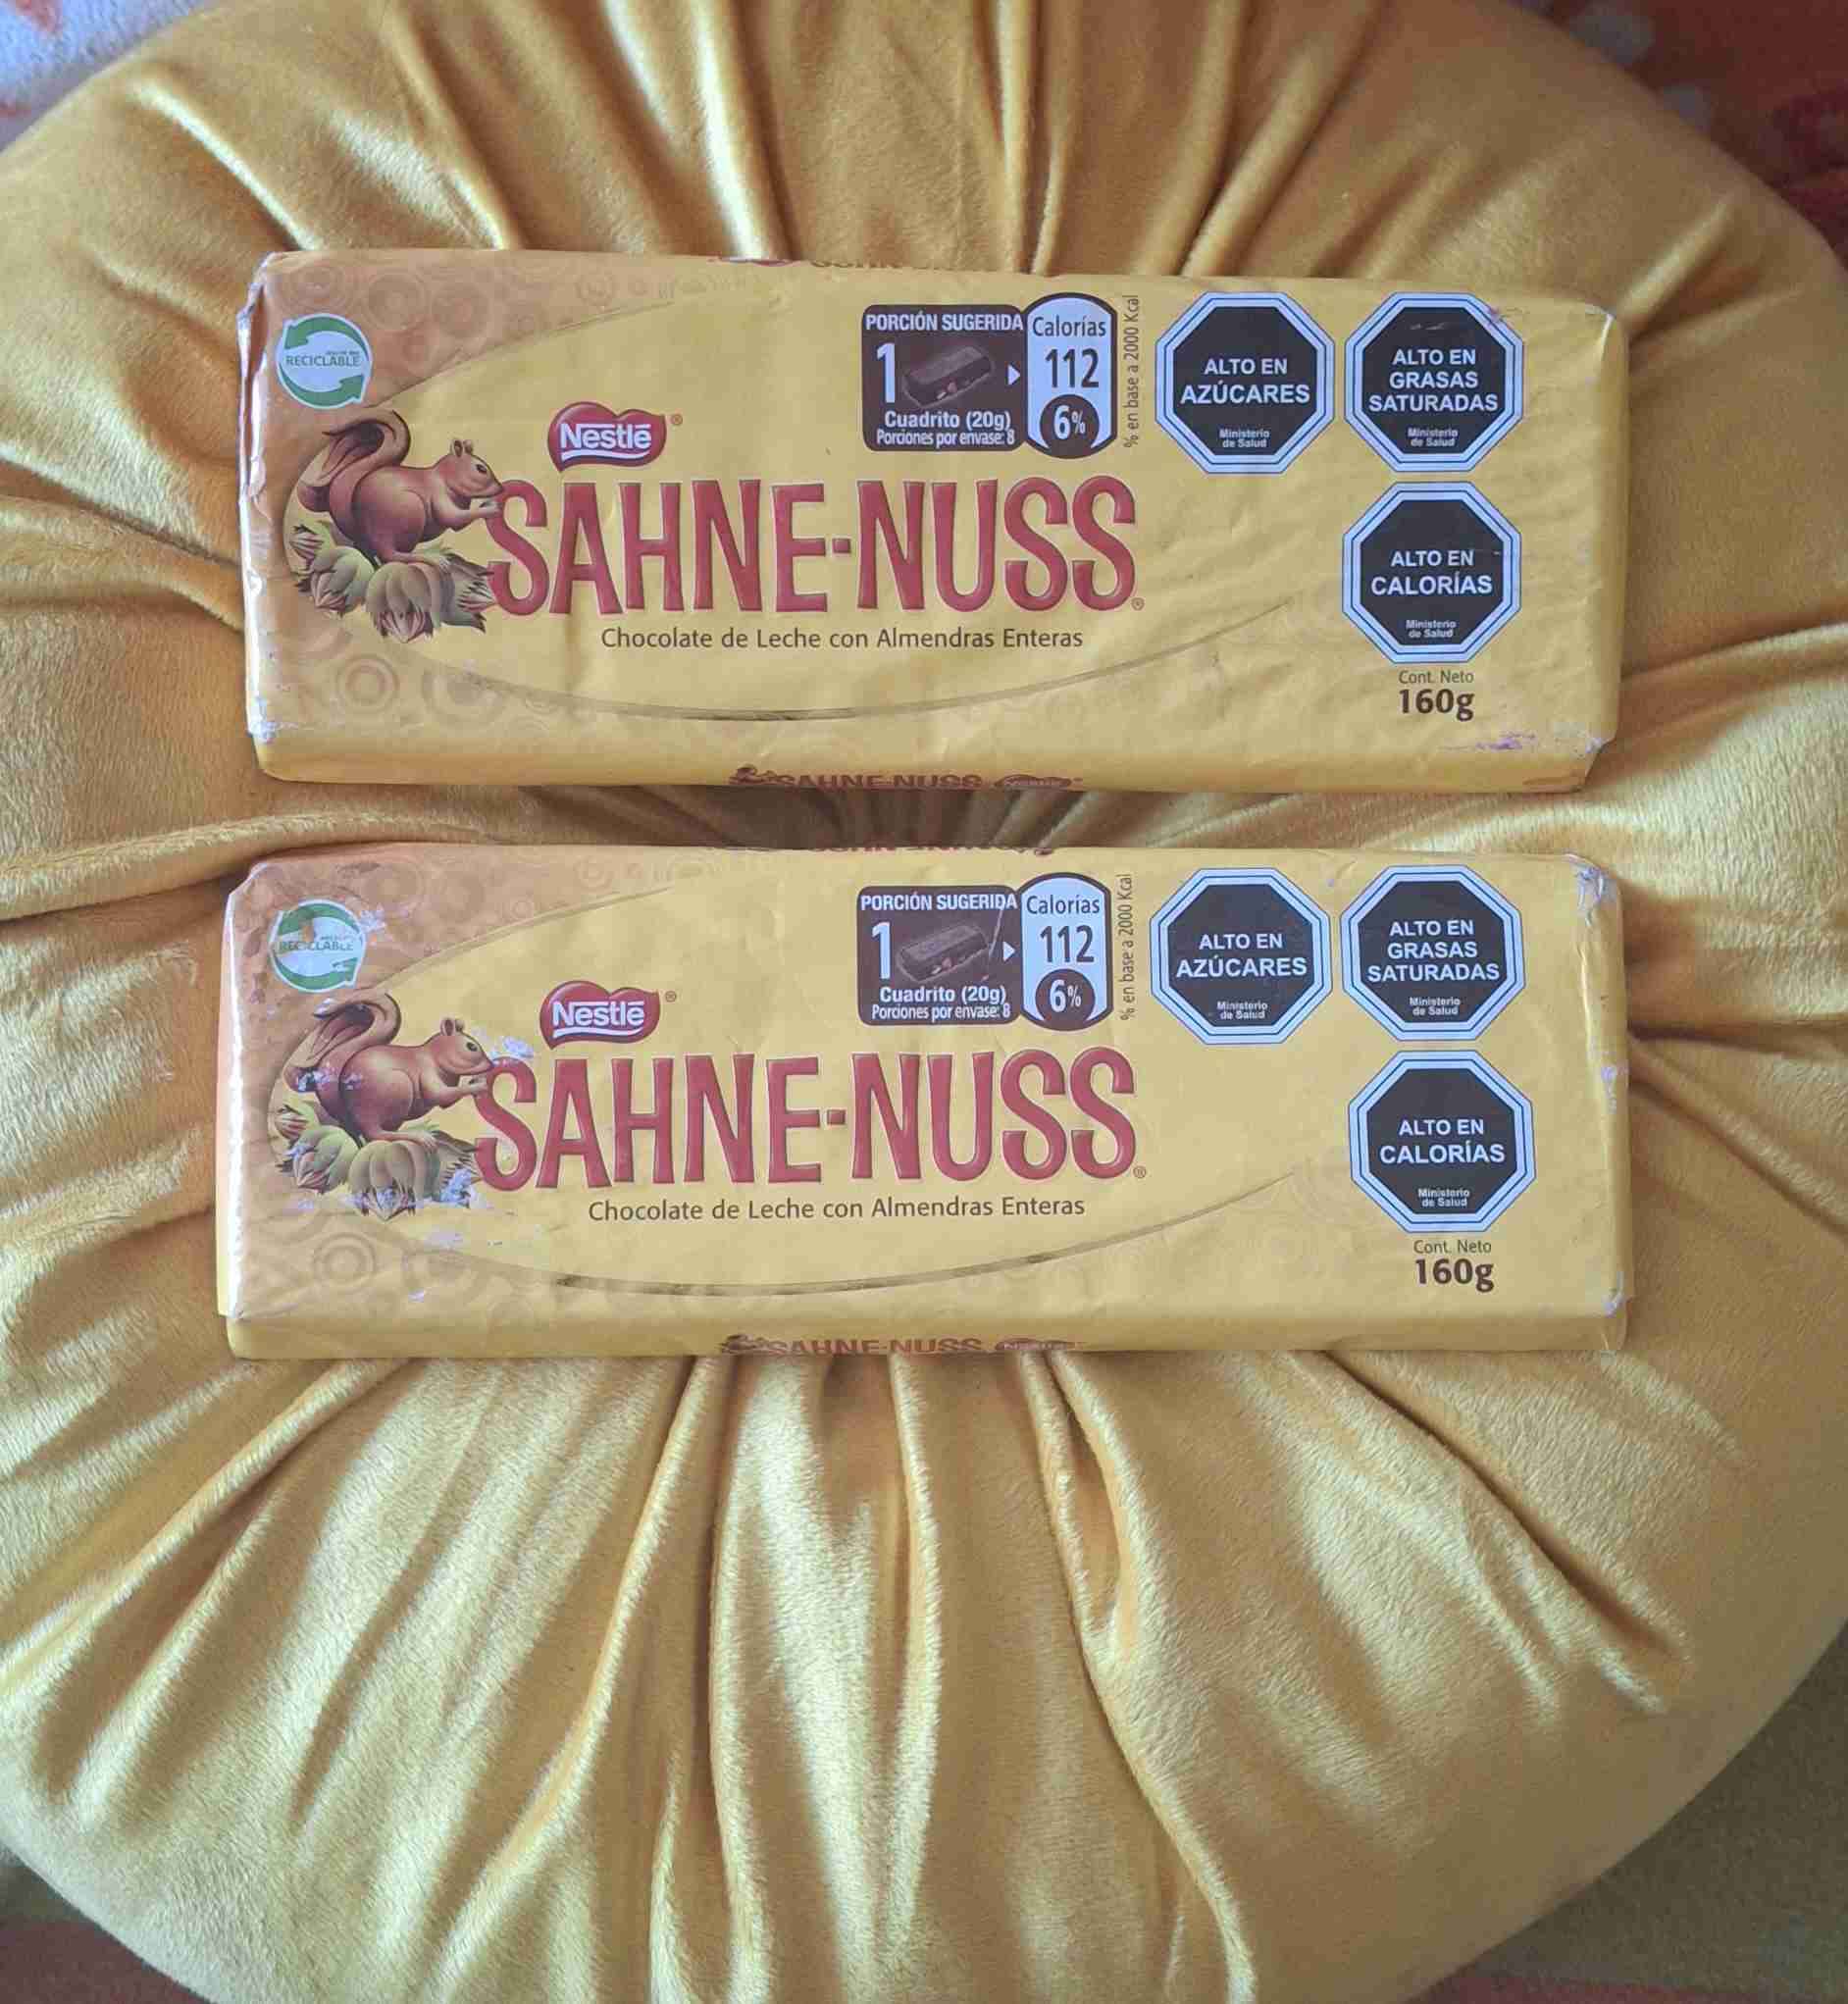 RECICLABLE
Nestlé®
PORCIÓN SUGERIDA
1
Cuadrito (20g)
Porciones por envase: 8
Calorías
112
6%
% en base a 2000 Kcal
ALTO EN
AZÚCARES
Ministerio
de Salud
ALTO EN
GRASAS
SATURADAS
Ministerio
de Salud
SAHNE-NUSS®
Chocolate de Leche con Almendras Enteras
ALTO EN
CALORÍAS
Ministerio
de Salud
Cont. Neto
160g
SAHNE-NUSS Nestlé
RECICLABLE
Nestlé®
PORCIÓN SUGERIDA
1
Cuadrito (20g)
Porciones por envase: 8
Calorías
112
6%
% en base a 2000 Kcal
ALTO EN
AZÚCARES
Ministerio
de Salud
ALTO EN
GRASAS
SATURADAS
Ministerio
de Salud
SAHNE-NUSS®
Chocolate de Leche con Almendras Enteras
ALTO EN
CALORÍAS
Ministerio
de Salud
Cont. Neto
160g
SAHNE-NUSS